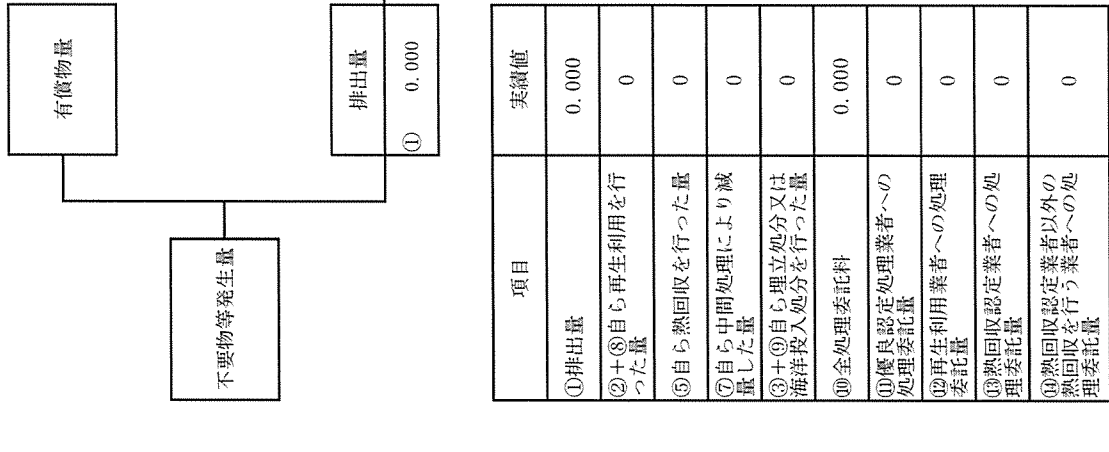 有償物量
不要物等発生量
排出量
① 0.000
項目 実績値
①排出量 0.000
②+⑧自ら再生利用を行
った量 0
⑤自ら熱回収を行った量 0
⑦自ら中間処理により減
量した量 0
③+⑨自ら埋立処分又は
海洋投入処分を行った量 0
⑩全処理委託料 0.000
⑪優良認定処理業者への
処理委託量 0
⑫再生利用業者への処理
委託量 0
⑬熱回収認定業者への処
理委託量 0
⑭熱回収認定業者以外の
熱回収を行う業者への処
理委託量 0